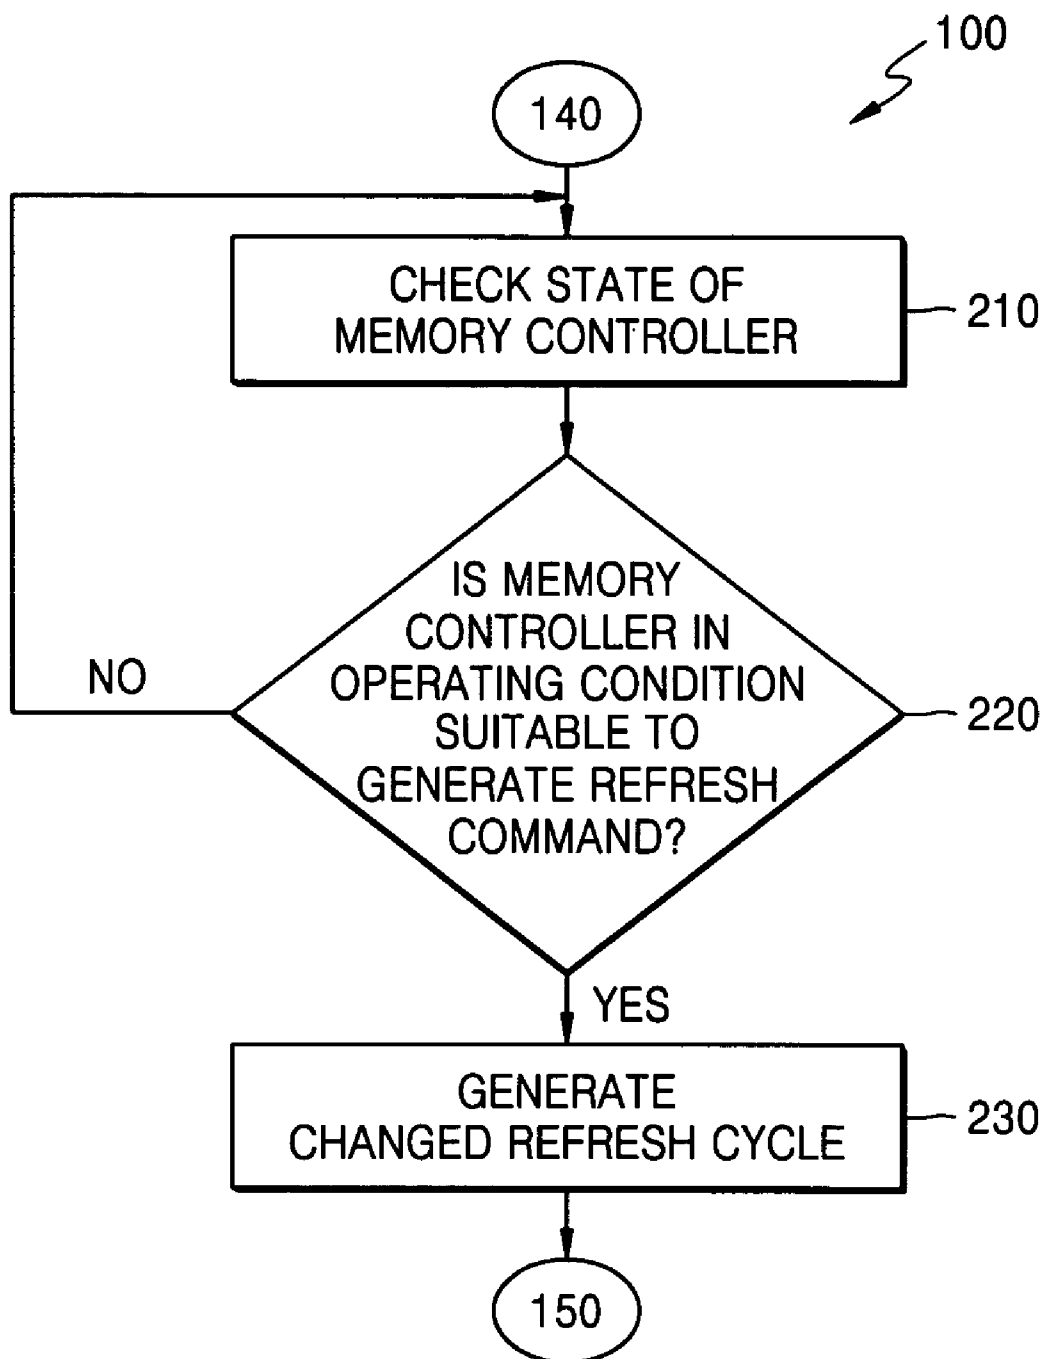 100
140
CHECK STATE OF
MEMORY CONTROLLER
210
IS MEMORY
CONTROLLER IN
OPERATING CONDITION
SUITABLE TO
GENERATE REFRESH
COMMAND?
NO
220
YES
GENERATE
CHANGED REFRESH CYCLE
230
150